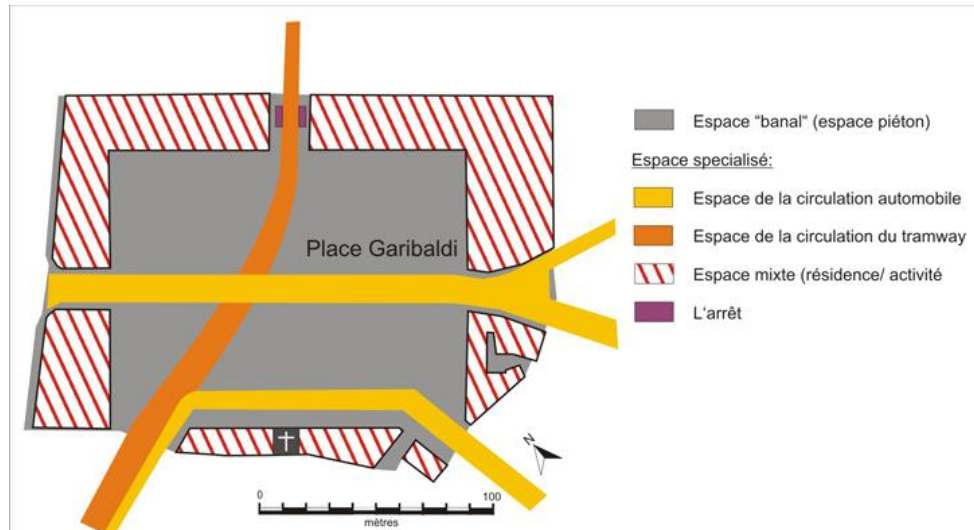 Espace "banal" (espace piéton)
Espace specialisé:
Espace de la circulation automobile
Place Garibaldi
Espace de la circulation du tramway
Espace mixte (résidence/ activité
L'arrêt
N
0
100
mètres